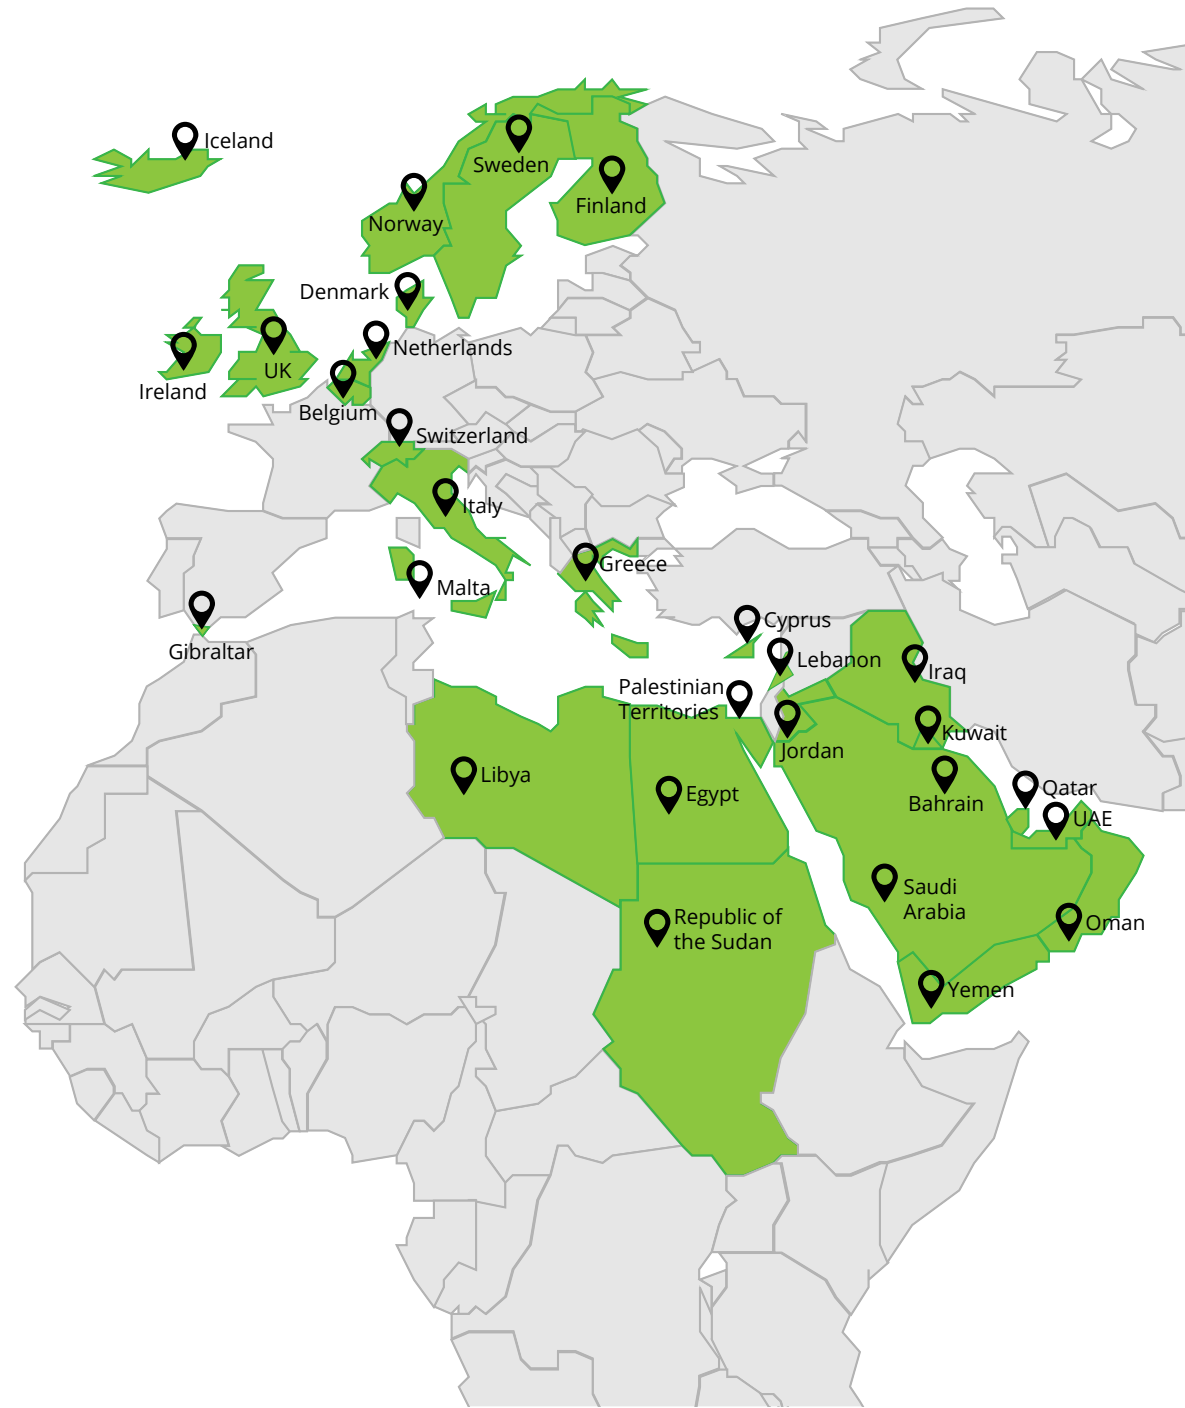 Iceland
Sweden
Finland
Norway
Denmark
Netherlands
UK
Ireland
Belgium
Switzerland
Italy
Greece
Malta
Cyprus
Gibraltar
Lebanon
Iraq
Palestinian
Territories
Kuwait
Jordan
Libya
Egypt
Bahrain
Qatar
UAE
Saudi
Arabia
Republic of
the Sudan
Oman
Yemen